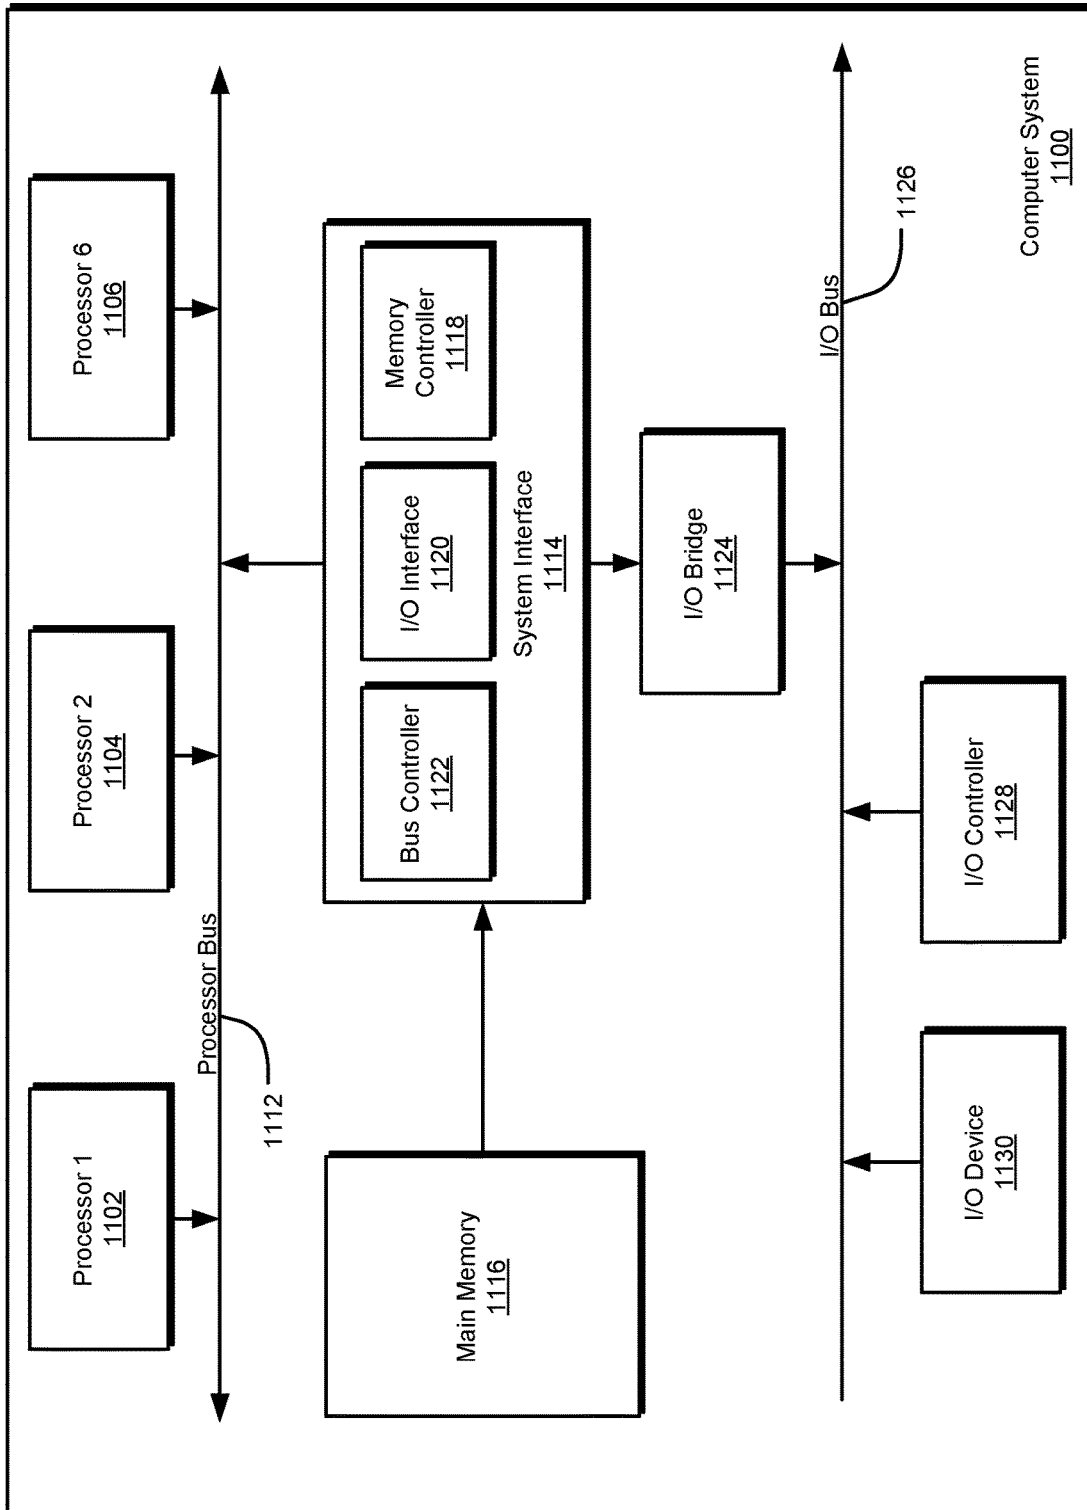 Processor 1
1102
Processor 2
1104
Processor 6
1106
Processor Bus
1112
Main Memory
1116
Bus Controller
1122
I/O Interface
1120
Memory
Controller
1118
System Interface
1114
I/O Bridge
1124
I/O Bus
1126
I/O Device
1130
I/O Controller
1128
Computer System
1100